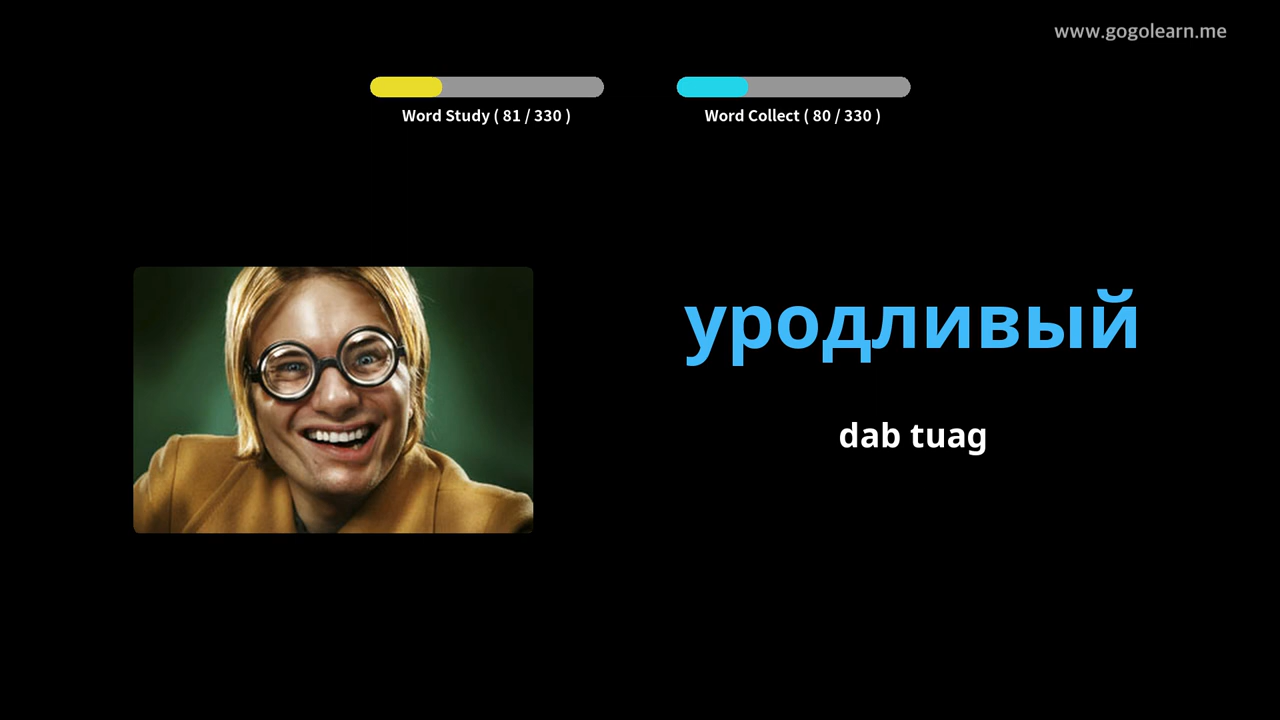 www.gogolearn.me
Word Study ( 81 / 330 )
Word Collect ( 80 / 330 )
уродливый
dab tuag